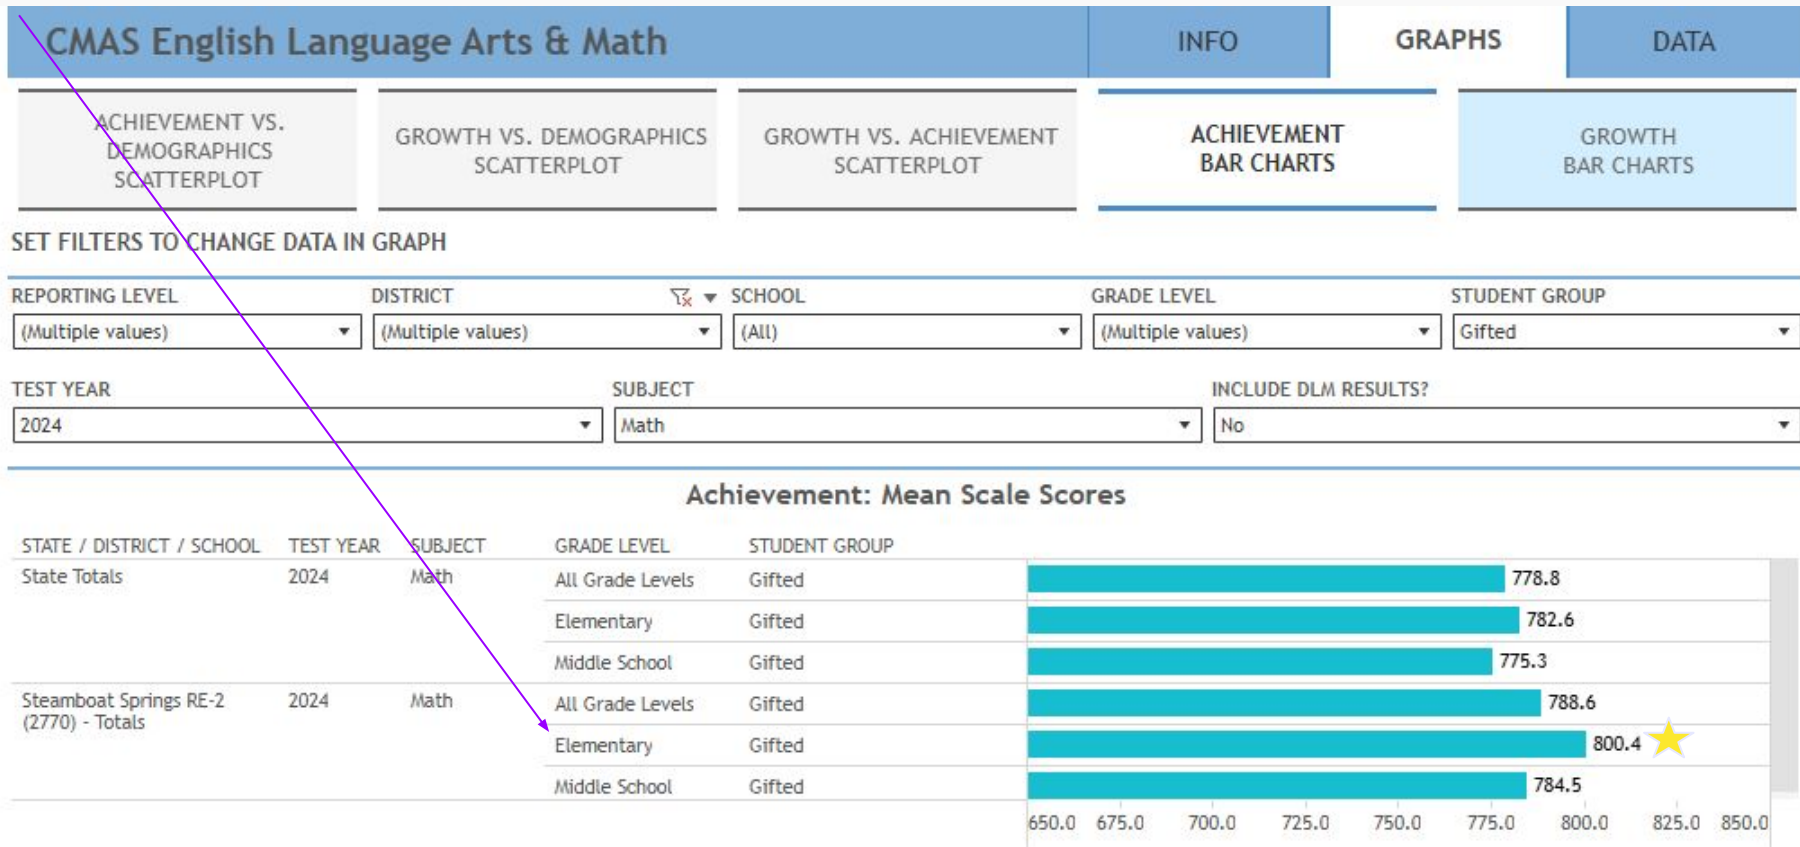 CMAS English Language Arts & Math
INFO
GRAPHS
DATA
ACHIEVEMENT VS.
DEMOGRAPHICS
SCATTERPLOT
GROWTH VS. DEMOGRAPHICS
SCATTERPLOT
GROWTH VS. ACHIEVEMENT
SCATTERPLOT
ACHIEVEMENT
BAR CHARTS
GROWTH
BAR CHARTS
SET FILTERS TO CHANGE DATA IN GRAPH
REPORTING LEVEL
(Multiple values)
DISTRICT
(Multiple values)
SCHOOL
(All)
GRADE LEVEL
(Multiple values)
STUDENT GROUP
Gifted
TEST YEAR
2024
SUBJECT
Math
INCLUDE DLM RESULTS?
No
Achievement: Mean Scale Scores
STATE / DISTRICT / SCHOOL TEST YEAR SUBJECT GRADE LEVEL STUDENT GROUP
State Totals 2024 Math All Grade Levels Gifted 778.8
Elementary Gifted 782.6
Middle School Gifted 775.3
Steamboat Springs RE-2 2024 Math All Grade Levels Gifted 788.6
(2770) - Totals
Elementary Gifted 800.4
Middle School Gifted 784.5
650.0 675.0 700.0 725.0 750.0 775.0 800.0 825.0 850.0